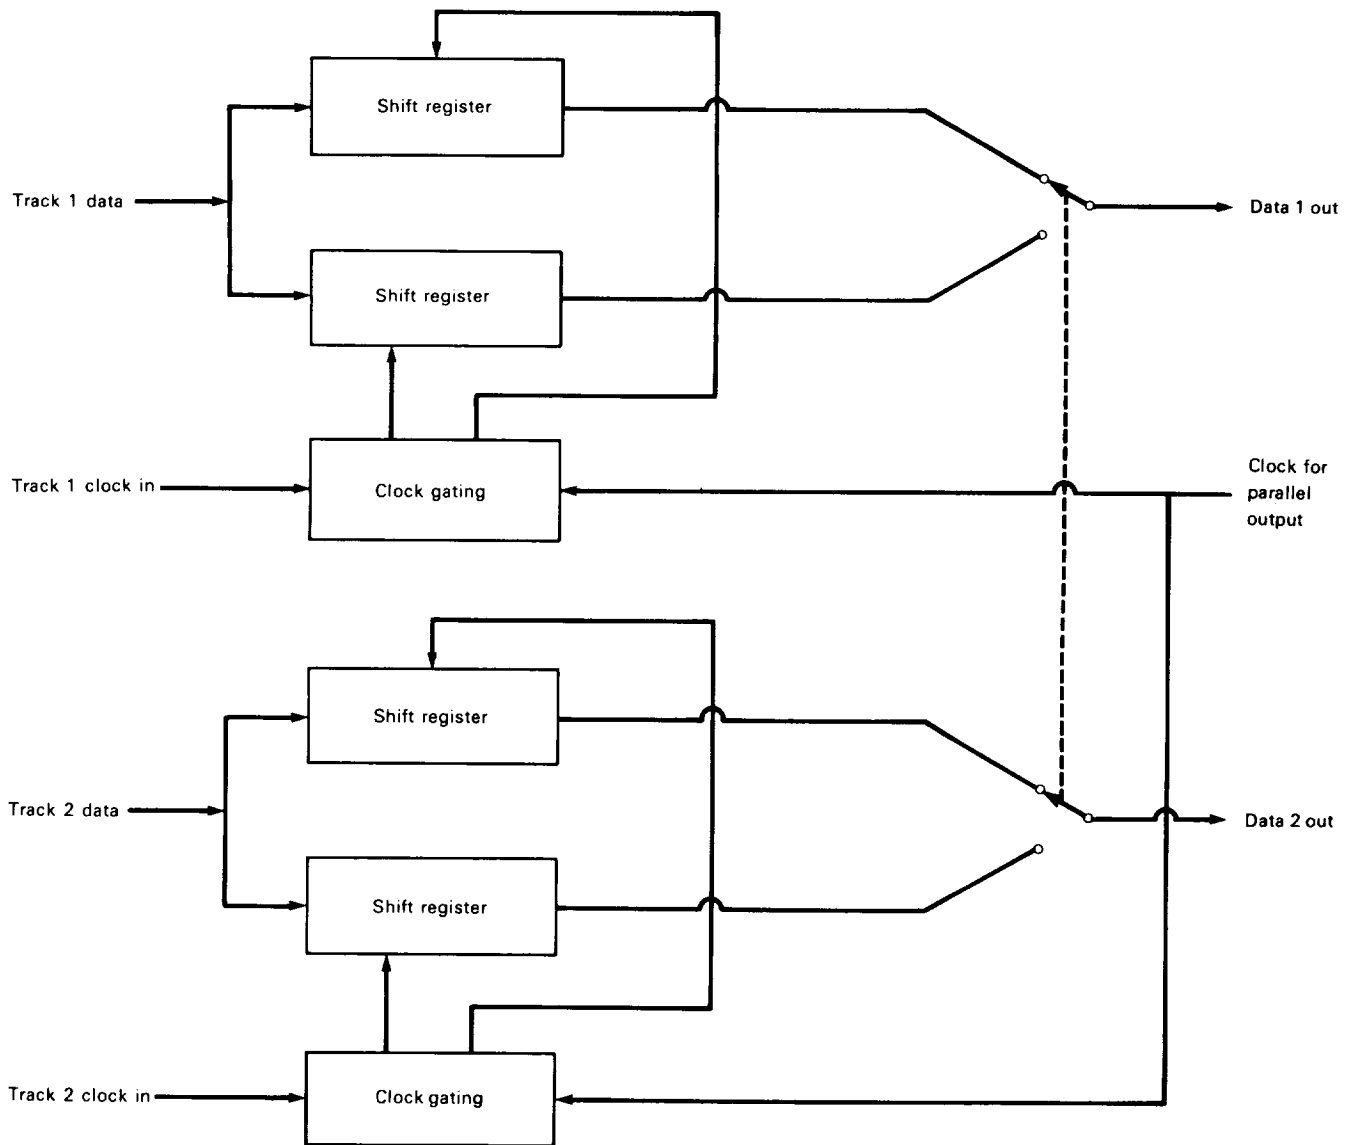 Shift register
Track 1 data
Data 1 out
Shift register
Track 1 clock in
Clock gating
Clock for
parallel
output
Shift register
Track 2 data
Data 2 out
Shift register
Track 2 clock in
Clock gating